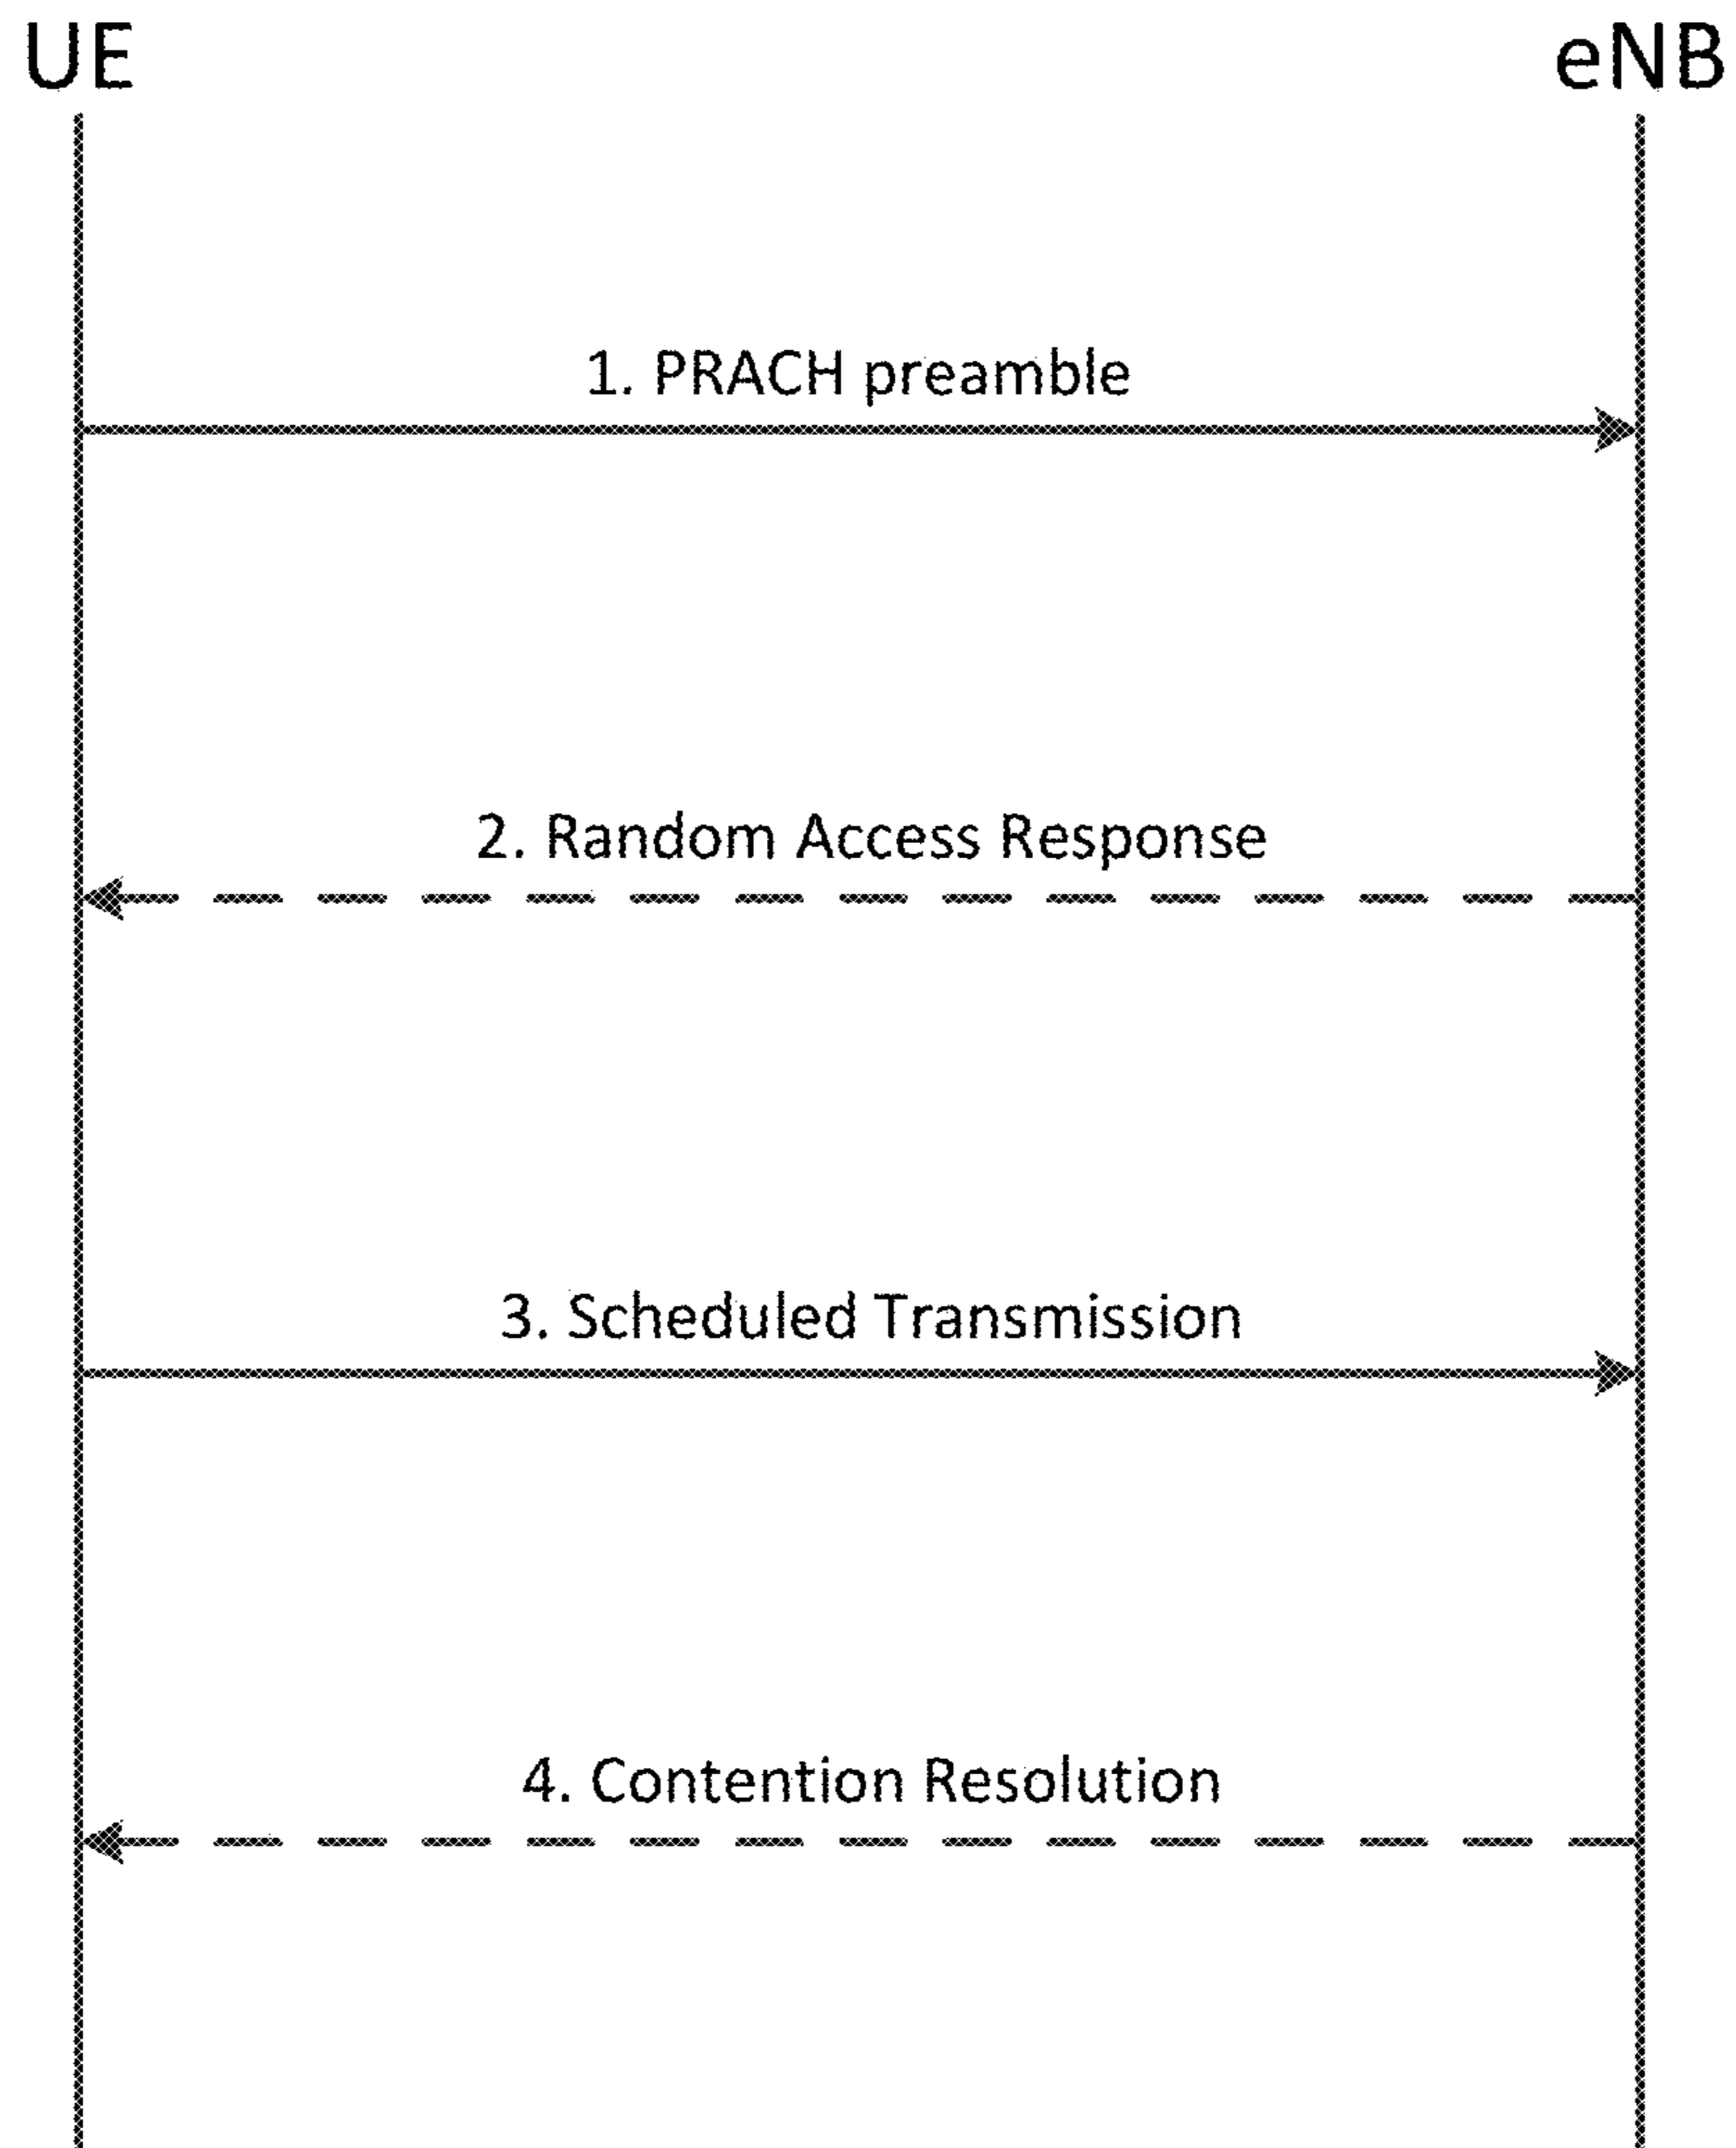 UE
eNB
1. PRACH preamble
2. Random Access Response
3. Scheduled Transmission
4. Contention Resolution